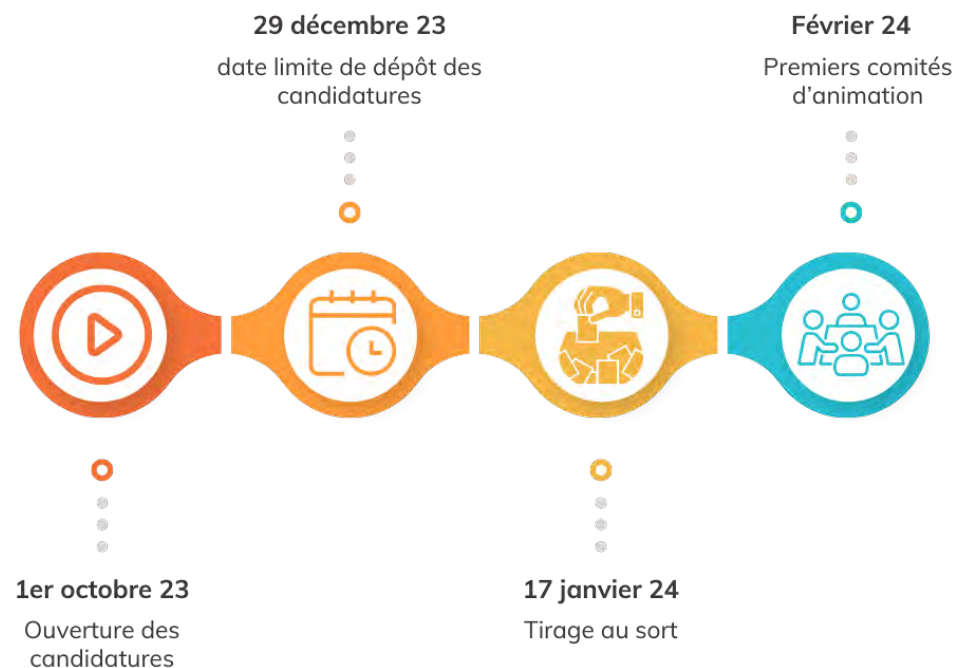 29 décembre 23
date limite de dépôt des
candidatures
Février 24
Premiers comités
d'animation
1er octobre 23
Ouverture des
candidatures
17 janvier 24
Tirage au sort